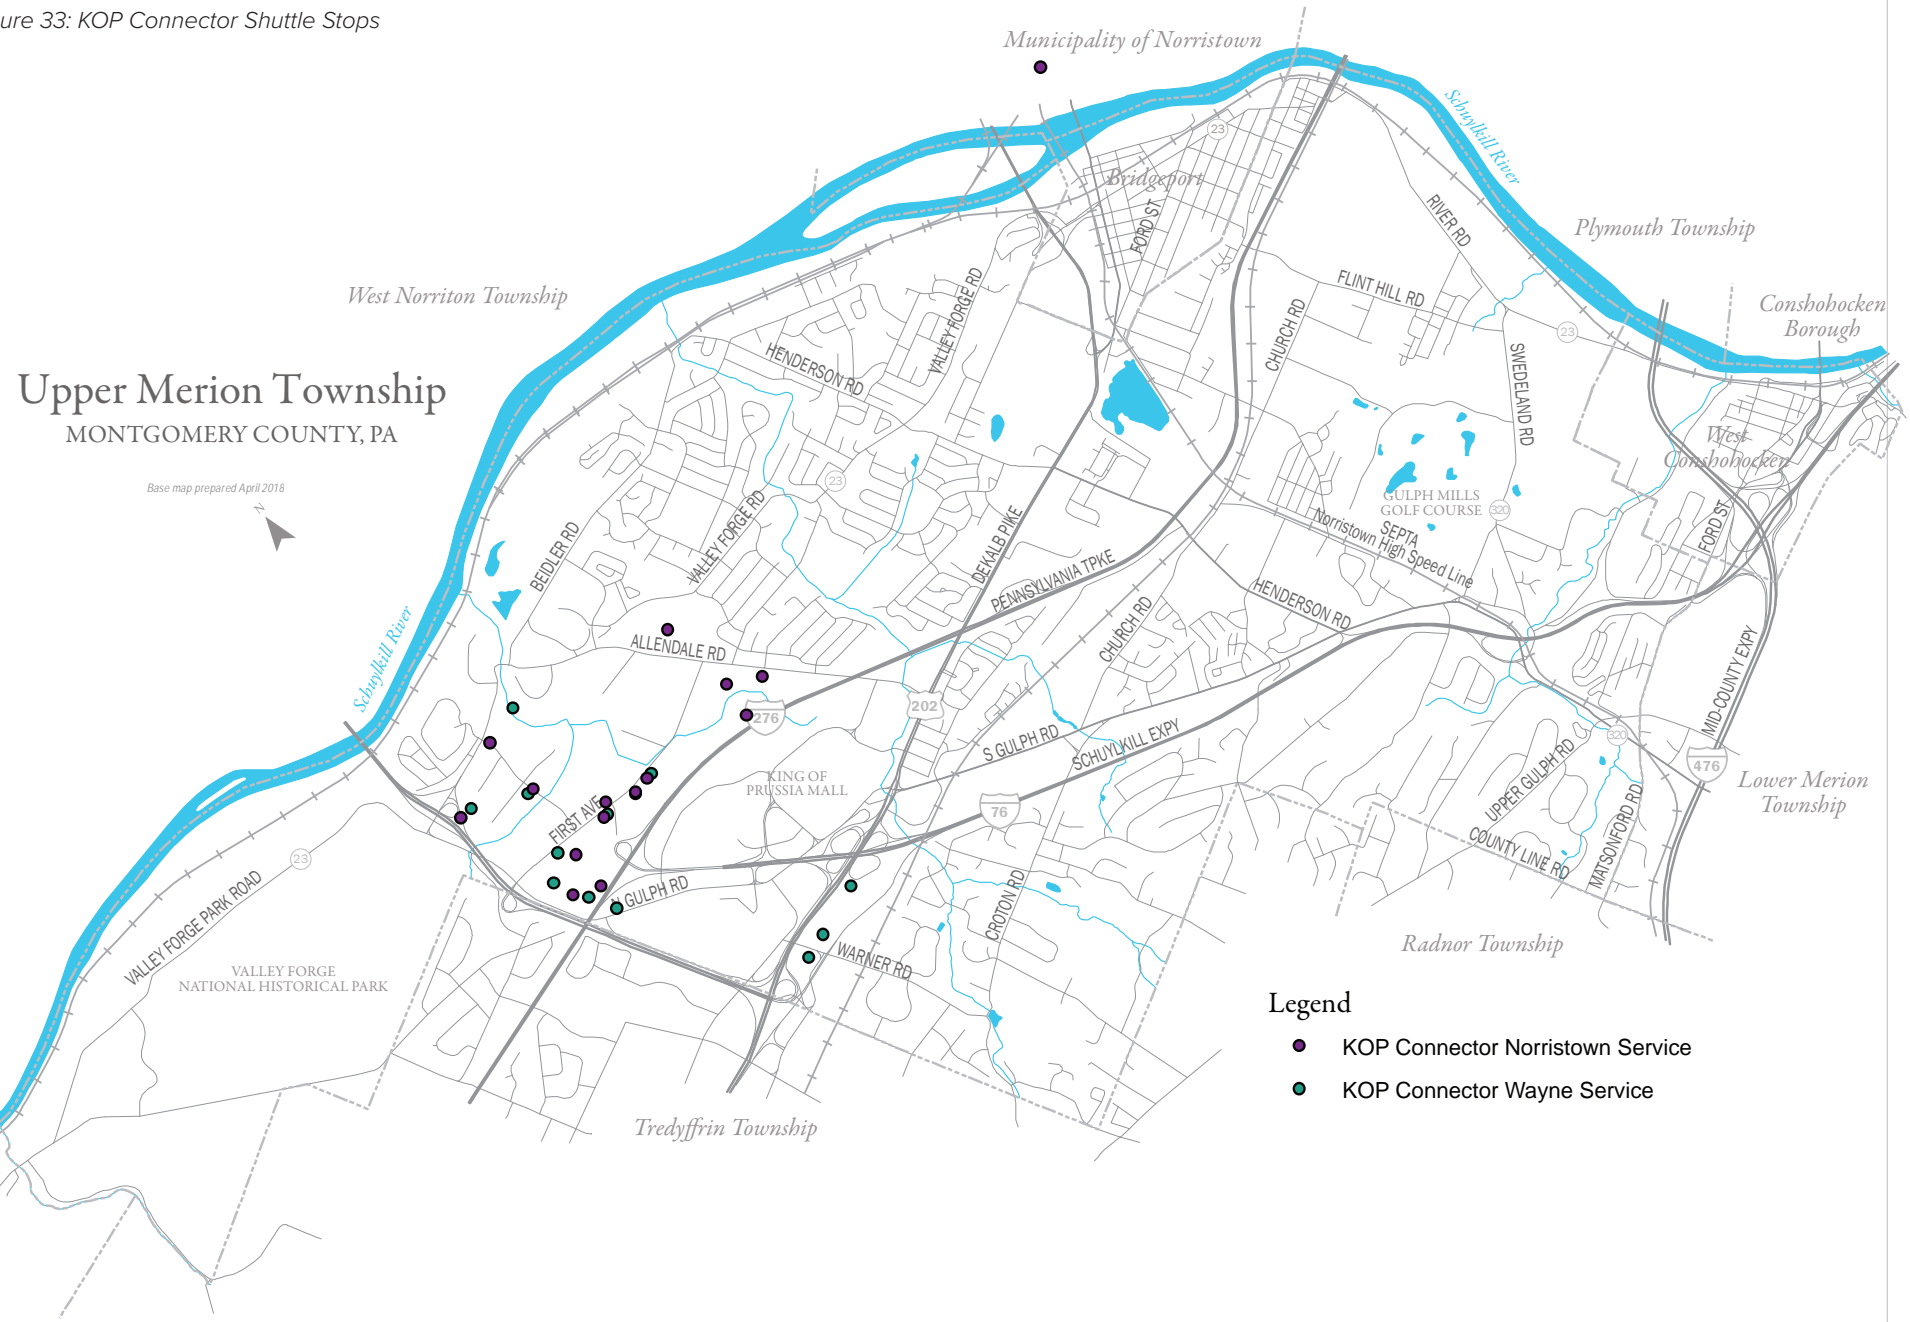 ure 33: KOP Connector Shuttle Stops
Municipality of Norristown
Schuylkill River
23
Bridgeport
FORD ST
RIVER RD
Plymouth Township
West Norriton Township
VALLEY FORGE RD
FLINT HILL RD
CHURCH RD
23
Conshohocken
Borough
HENDERSON RD
SWEDELAND RD
Upper Merion Township
MONTGOMERY COUNTY, PA
Base map prepared April 2018
N
West
Conshohocken
23
VALLEY FORGE RD
BEIDLER RD
DEKALB PIKE
GULPH MILLS
GOLF COURSE
320
SEPTA
Norristown High Speed Line
FORD ST
PENNSYLVANIA TPKE
HENDERSON RD
CHURCH RD
ALLENDALE RD
Schuylkill River
MID-COUNTY EXPY
276
202
S GULPH RD
SCHUYLKILL EXPY
320
UPPER GULPH RD
476
Lower Merion
Township
KING OF
PRUSSIA MALL
76
FIRST AVE
MATSONFORD RD
COUNTY LINE RD
23
N GULPH RD
CROTON RD
VALLEY FORGE PARK ROAD
WARNER RD
Radnor Township
VALLEY FORGE
NATIONAL HISTORICAL PARK
Tredyffrin Township
Legend
KOP Connector Norristown Service
KOP Connector Wayne Service